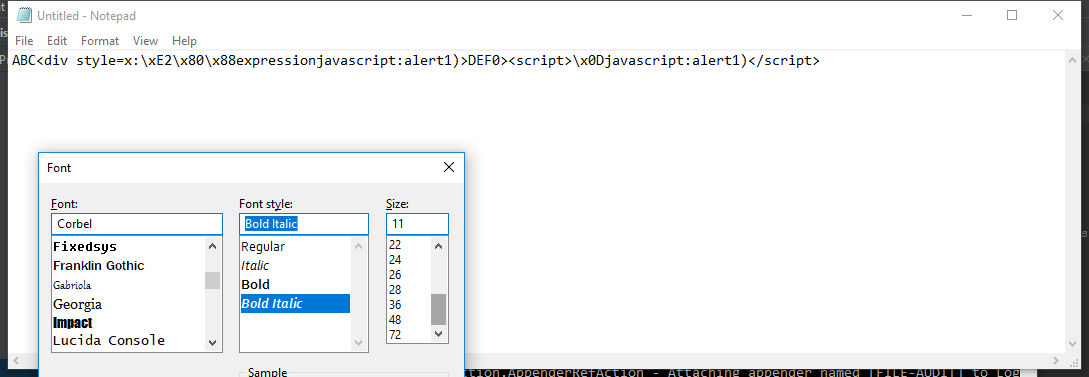 Untitled - Notepad
File Edit Format View Help
ABC<div style=x:\xE2\x80\x88expressionjavascript:alert1)>DEF0><script>\x0Djavascript:alert1)</script>
Font
Font: Font style: Size:
Corbel Bold Italic 11
Fixedsys Regular 22
Franklin Gothic Italic 24
Gabriola Bold 26
Georgia Bold Italic 28
Impact 36
Lucida Console 48
72
Sample
tion.AppenderRefAction - Attaching appender named [FILE-AUDIT] to Log